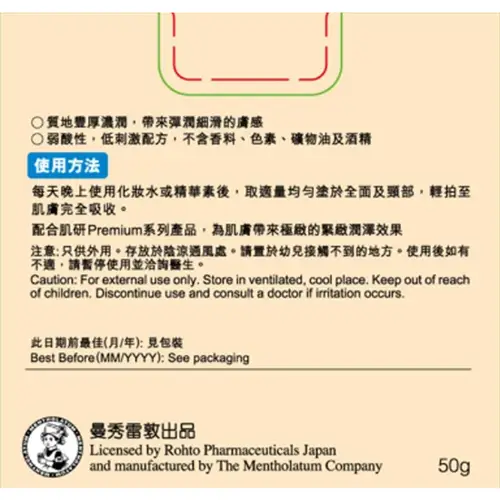 ○質地豐厚濃潤，帶來彈潤細滑的膚感
○弱酸性，低刺激配方，不含香料、色素、礦物油及酒精
使用方法
每天晚上使用化妝水或精華素後，取適量均勻塗於全面及頸部，輕拍至
肌膚完全吸收。
配合肌研Premium系列產品，為肌膚帶來極緻的緊緻潤澤效果
注意：只供外用。存放於陰涼通風處。請置於幼兒接觸不到的地方。使用後如有
不適，請暫停使用並洽詢醫生。
Caution: For external use only. Store in ventilated, cool place. Keep out of reach
of children. Discontinue use and consult a doctor if irritation occurs.
此日期前最佳(月/年): 見包裝
Best Before(MM/YYYY): See packaging
曼秀雷敦出品
Licensed by Rohto Pharmaceuticals Japan
and manufactured by The Mentholatum Company
50g
MENTHOLATUM